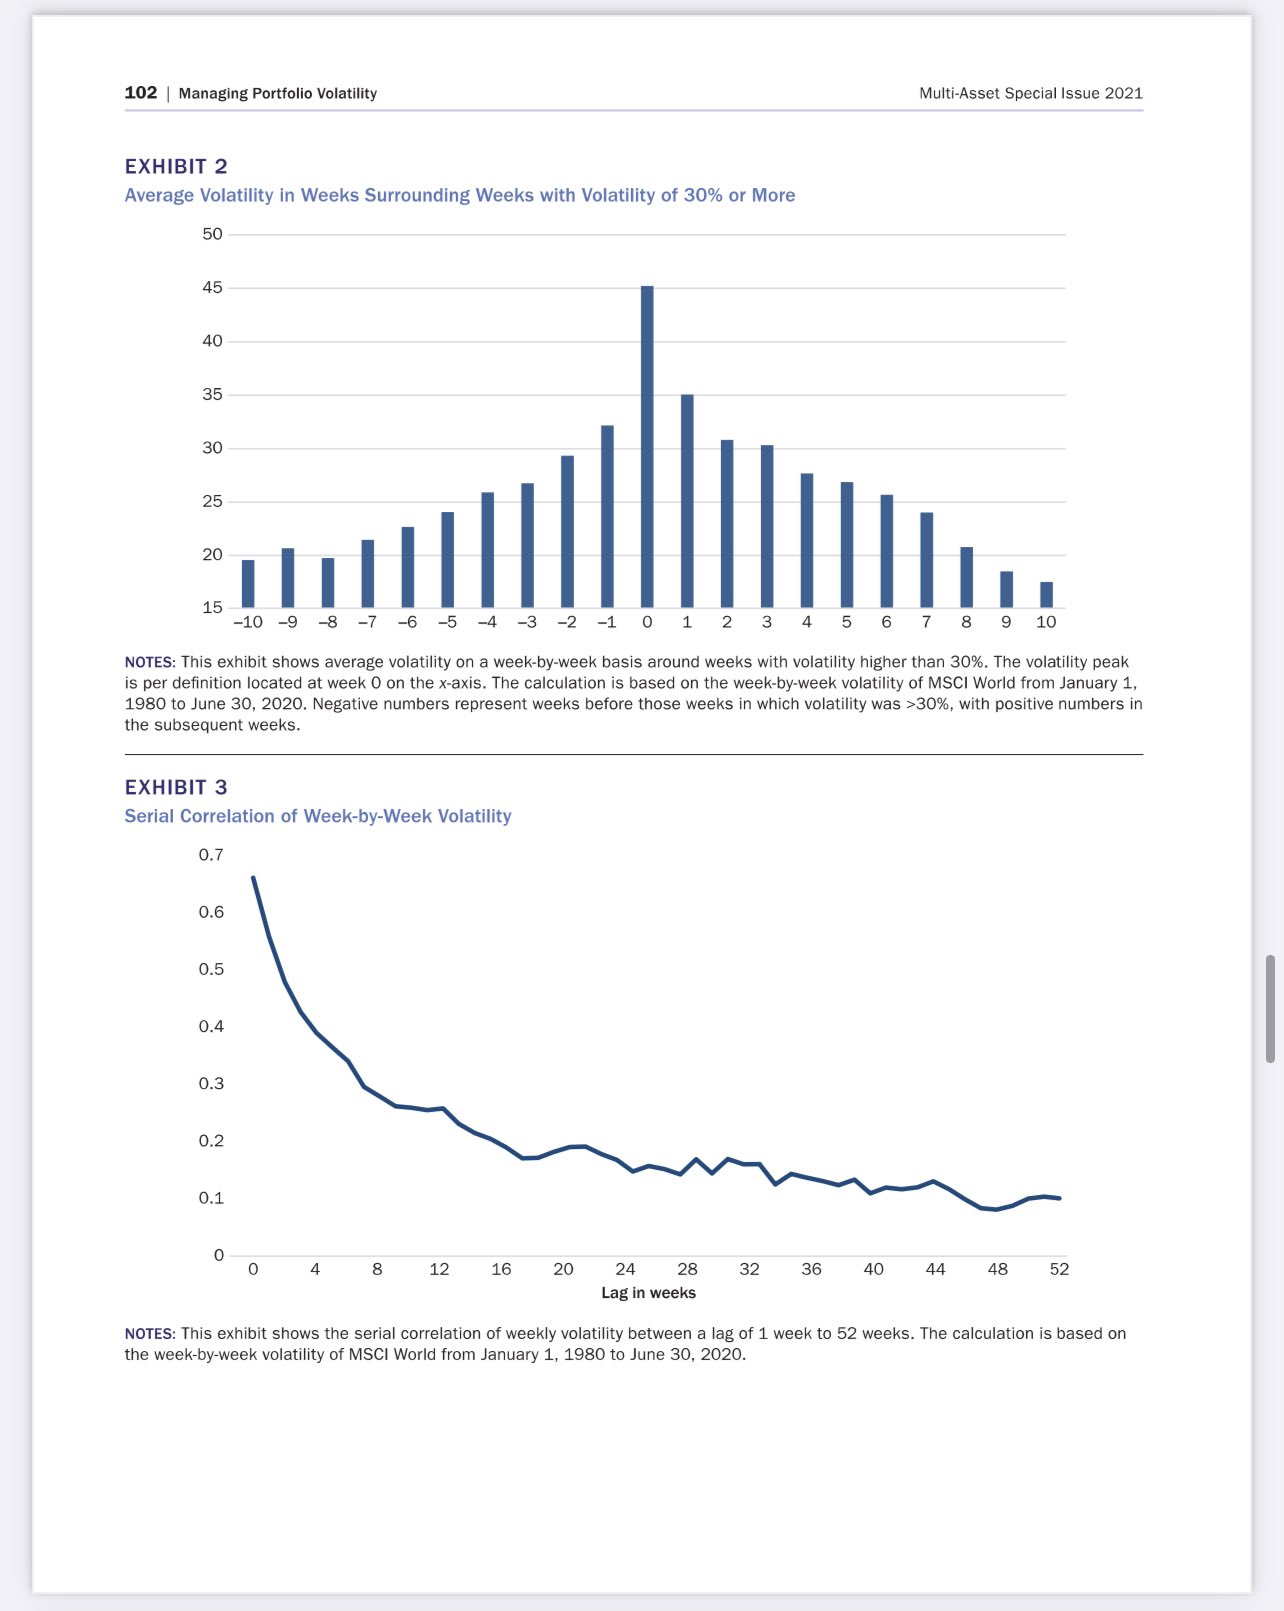 102 | Managing Portfolio Volatility
Multi-Asset Special Issue 2021
EXHIBIT 2
Average Volatility in Weeks Surrounding Weeks with Volatility of 30% or More
50
45
40
35
30
25
20
15
–10 –9 –8 –7 –6 –5 –4 –3 –2 –1 0 1 2 3 4 5 6 7 8 9 10
NOTES: This exhibit shows average volatility on a week-by-week basis around weeks with volatility higher than 30%. The volatility peak
is per definition located at week 0 on the x-axis. The calculation is based on the week-by-week volatility of MSCI World from January 1,
1980 to June 30, 2020. Negative numbers represent weeks before those weeks in which volatility was >30%, with positive numbers in
the subsequent weeks.
EXHIBIT 3
Serial Correlation of Week-by-Week Volatility
0.7
0.6
0.5
0.4
0.3
0.2
0.1
0
0 4 8 12 16 20 24 28 32 36 40 44 48 52
Lag in weeks
NOTES: This exhibit shows the serial correlation of weekly volatility between a lag of 1 week to 52 weeks. The calculation is based on
the week-by-week volatility of MSCI World from January 1, 1980 to June 30, 2020.